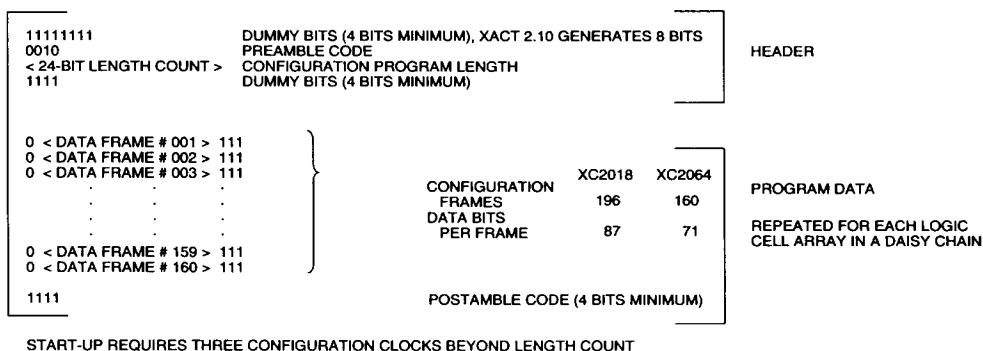 11111111 DUMMY BITS (4 BITS MINIMUM), XACT 2.10 GENERATES 8 BITS
0010 PREAMBLE CODE
< 24-BIT LENGTH COUNT > CONFIGURATION PROGRAM LENGTH
1111 DUMMY BITS (4 BITS MINIMUM)
HEADER
0 < DATA FRAME # 001 > 111
0 < DATA FRAME # 002 > 111
0 < DATA FRAME # 003 > 111
. . .
. . .
. . .
. . .
0 < DATA FRAME # 159 > 111
0 < DATA FRAME # 160 > 111
XC2018 XC2064
CONFIGURATION
FRAMES 196 160
DATA BITS
PER FRAME 87 71
PROGRAM DATA
REPEATED FOR EACH LOGIC
CELL ARRAY IN A DAISY CHAIN
1111 POSTAMBLE CODE (4 BITS MINIMUM)
START-UP REQUIRES THREE CONFIGURATION CLOCKS BEYOND LENGTH COUNT